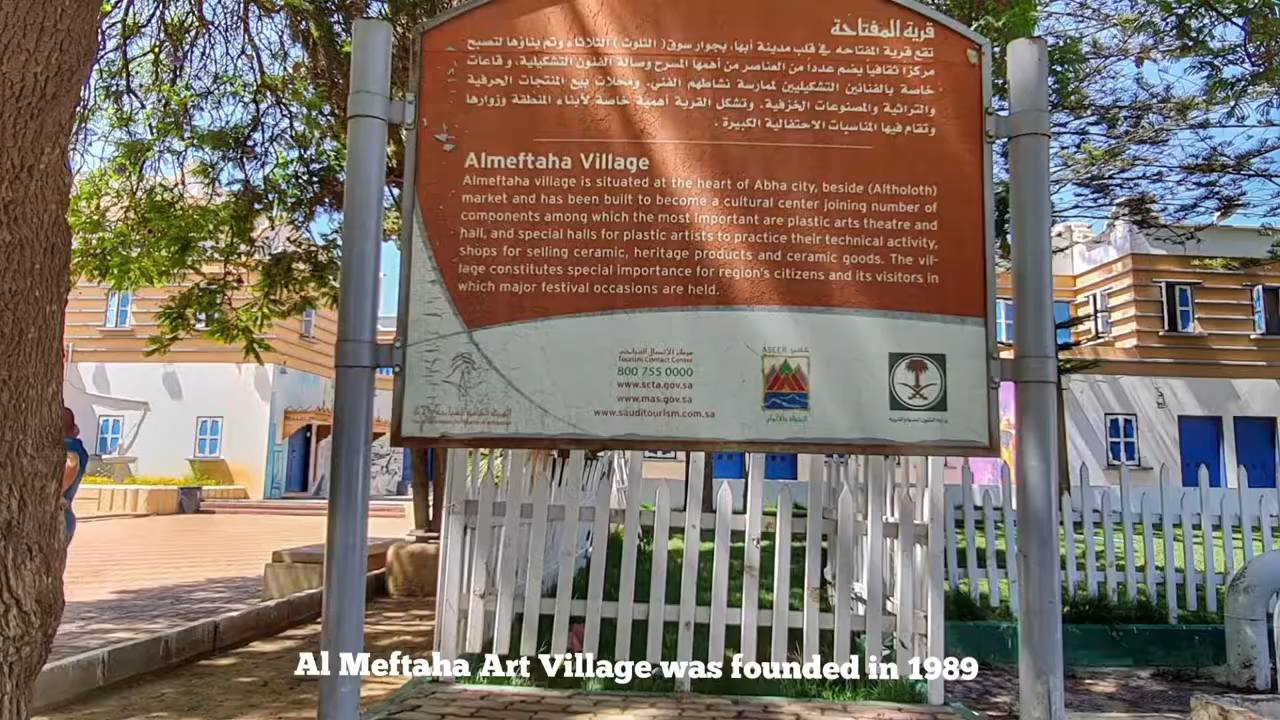 قرية المفتاحة
تقع قرية المفتاحه في قلب مدينة أبها، بجوار سوق( الثلوث ) الثلاثاء وتم بناؤها لتصبح
مركزا ثقافيا يضم عدداً من العناصر من أهمها المسرح وصالة الفنون التشكيلية، و قاعات
خاصة بالفنانين التشكيليين لممارسة نشاطهم الفني، ومحلات بيع المنتجات الحرفية
والتراثية والمصنوعات الخزفية. وتشكل القرية أهمية خاصة لأبناء المنطقة وزوارها
وتقام فيها المناسبات الاحتفالية الكبيرة .
Almeftaha Village
Almeftaha village is situated at the heart of Abha city, beside (Altholoth)
market and has been built to become a cultural center joining number of
components among which the most important are plastic arts theatre and
hall, and special halls for plastic artists to practice their technical activity,
shops for selling ceramic, heritage products and ceramic goods. The vil-
lage constitutes special importance for region's citizens and its visitors in
which major festival occasions are held.
مركز الاتصال السياحي
Tourism Contact Center
800 755 0000
www.scta.gov.sa
www.mas.gov.sa
www.sauditourism.com.sa
ASEER عسير
Al Meftaha Art Village was founded in 1989